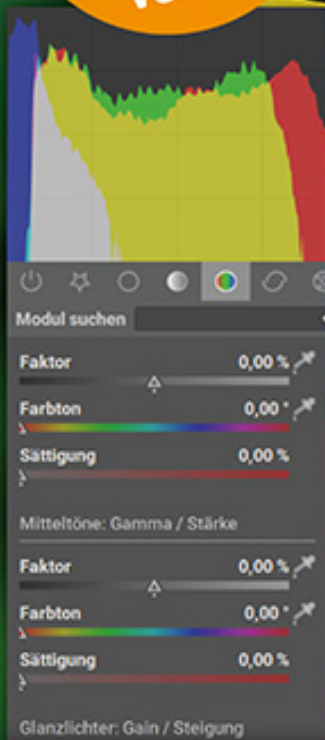 Modul suchen
Faktor 0,00 %
Farbton 0,00 °
Sättigung 0,00 %
Mitteltöne: Gamma / Stärke
Faktor 0,00 %
Farbton 0,00 °
Sättigung 0,00 %
Glanzlichter: Gain / Steigung